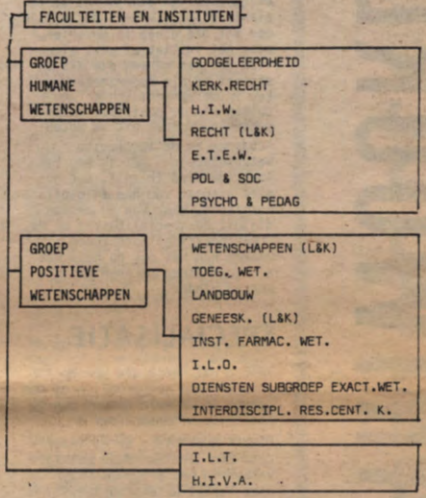 FACULTEITEN EN INSTITUTEN
GROEP
HUMANE
WETENSCHAPPEN
GODGELEERDHEID
KERK.RECHT
H.I.W.
RECHT (L&K)
E.T.E.W.
POL & SOC
PSYCHO & PEDAG
GROEP
POSITIEVE
WETENSCHAPPEN
WETENSCHAPPEN (L&K)
TOEG. WET.
LANDBOUW
GENEESK. (L&K)
INST. FARMAC. WET.
I.L.O.
DIENSTEN SUBGROEP EXACT.WET.
INTERDISCIPL. RES.CENT. K.
I.L.T.
H.I.V.A.